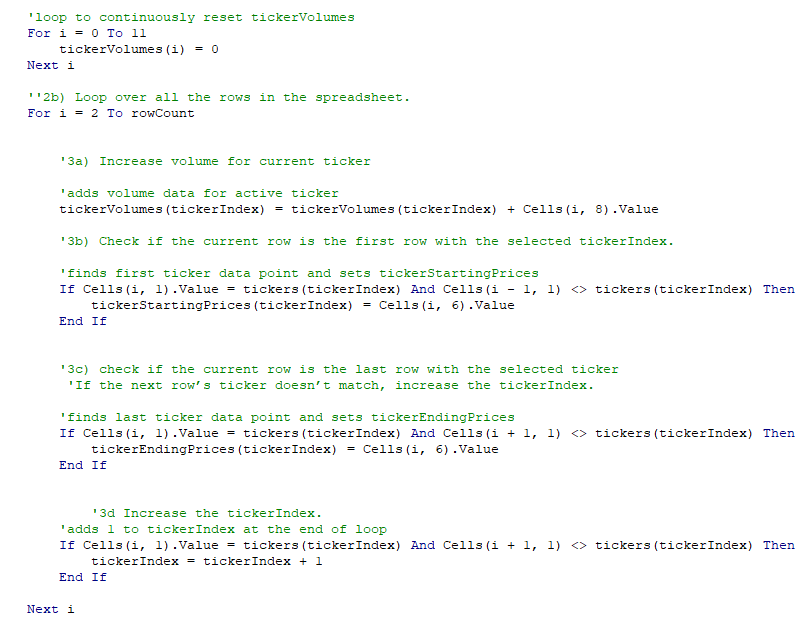 'loop to continuously reset tickerVolumes
For i = 0 To 11
tickerVolumes(i) = 0
Next i
''2b) Loop over all the rows in the spreadsheet.
For i = 2 To rowCount
'3a) Increase volume for current ticker
'adds volume data for active ticker
tickerVolumes(tickerIndex) = tickerVolumes(tickerIndex) + Cells(i, 8).Value
'3b) Check if the current row is the first row with the selected tickerIndex.
'finds first ticker data point and sets tickerStartingPrices
If Cells(i, 1).Value = tickers(tickerIndex) And Cells(i - 1, 1) <> tickers(tickerIndex) Then
tickerStartingPrices(tickerIndex) = Cells(i, 6).Value
End If
'3c) check if the current row is the last row with the selected ticker
'If the next row’s ticker doesn’t match, increase the tickerIndex.
'finds last ticker data point and sets tickerEndingPrices
If Cells(i, 1).Value = tickers(tickerIndex) And Cells(i + 1, 1) <> tickers(tickerIndex) Then
tickerEndingPrices(tickerIndex) = Cells(i, 6).Value
End If
'3d Increase the tickerIndex.
'adds 1 to tickerIndex at the end of loop
If Cells(i, 1).Value = tickers(tickerIndex) And Cells(i + 1, 1) <> tickers(tickerIndex) Then
tickerIndex = tickerIndex + 1
End If
Next i